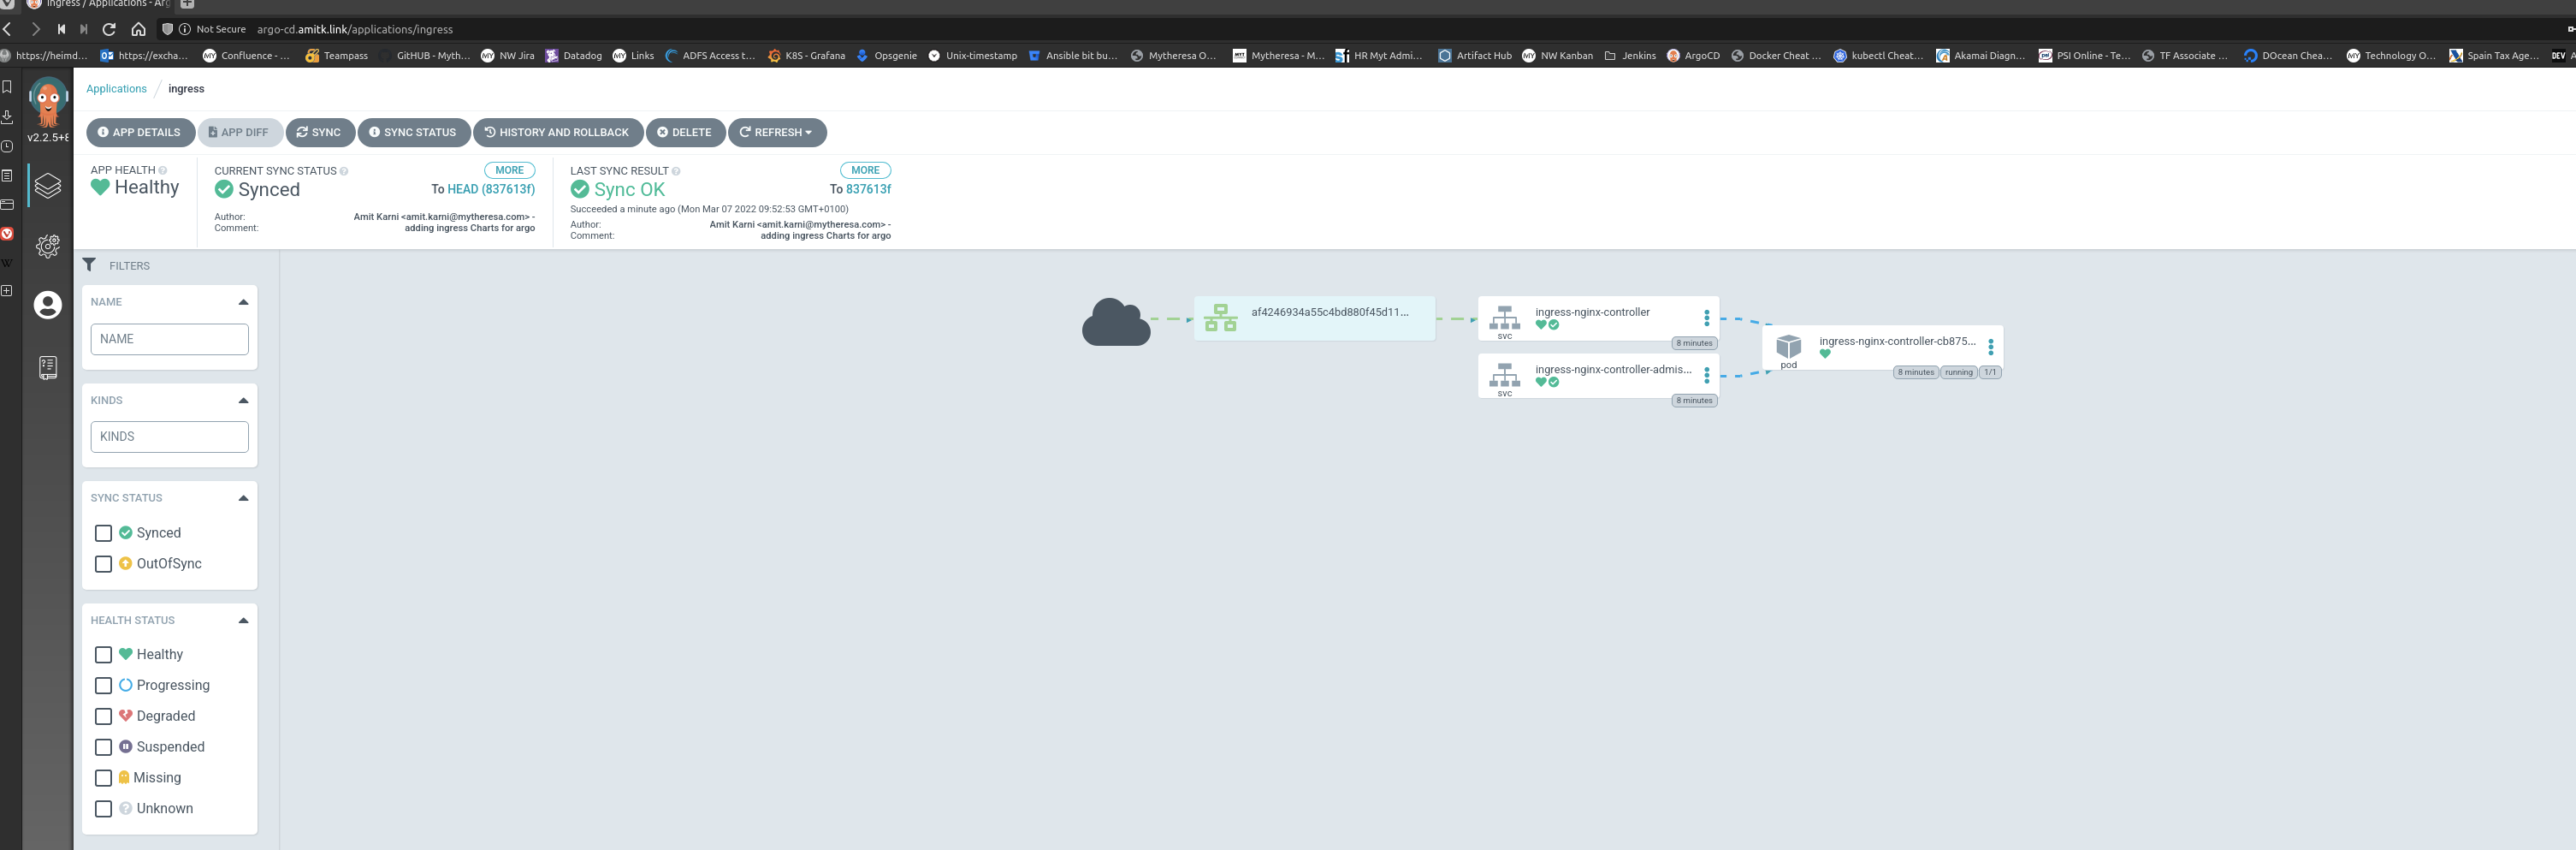 ingress / Applications - Arg
Not Secure argo-cd.amitk.link/applications/ingress
https://heimd... https://excha... Confluence - ... Teampass GitHUB - Myth... NW Jira Datadog Links ADFS Access t... K8S - Grafana Opsgenie Unix-timestamp Ansible bit bu... Mytheresa O... Mytheresa - M... HR Myt Admi... Artifact Hub NW Kanban Jenkins ArgoCD Docker Cheat ... kubectl Cheat... Akamai Diagn... PSI Online - Te... TF Associate ... DOcean Chea... Technology O... Spain Tax Age...
v2.2.5+8
Applications / ingress
APP DETAILS APP DIFF SYNC SYNC STATUS HISTORY AND ROLLBACK DELETE REFRESH
APP HEALTH
Healthy
CURRENT SYNC STATUS MORE
Synced To HEAD (837613f)
Author: Amit Karni <amit.karni@mytheresa.com> -
Comment: adding ingress Charts for argo
LAST SYNC RESULT MORE
Sync OK To 837613f
Succeeded a minute ago (Mon Mar 07 2022 09:52:53 GMT+0100)
Author: Amit Karni <amit.karni@mytheresa.com> -
Comment: adding ingress Charts for argo
FILTERS
NAME
NAME
KINDS
KINDS
SYNC STATUS
Synced
OutOfSync
HEALTH STATUS
Healthy
Progressing
Degraded
Suspended
Missing
Unknown
af4246934a55c4bd880f45d11...
ingress-nginx-controller
svc
8 minutes
ingress-nginx-controller-admis...
svc
8 minutes
ingress-nginx-controller-cb875...
pod
8 minutes running 1/1